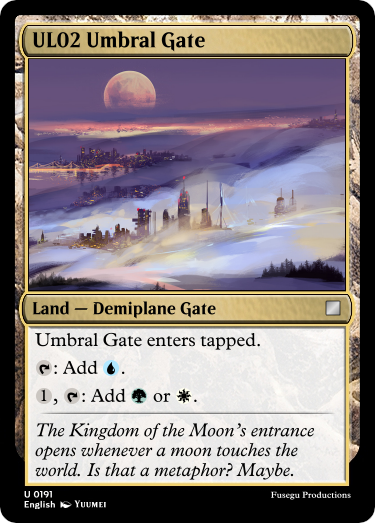 UL02 Umbral Gate
Land — Demiplane Gate
Umbral Gate enters tapped.
: Add .
1, : Add or .
The Kingdom of the Moon's entrance
opens whenever a moon touches the
world. Is that a metaphor? Maybe.
U 0191
Fusegu Productions
English YUUMEI